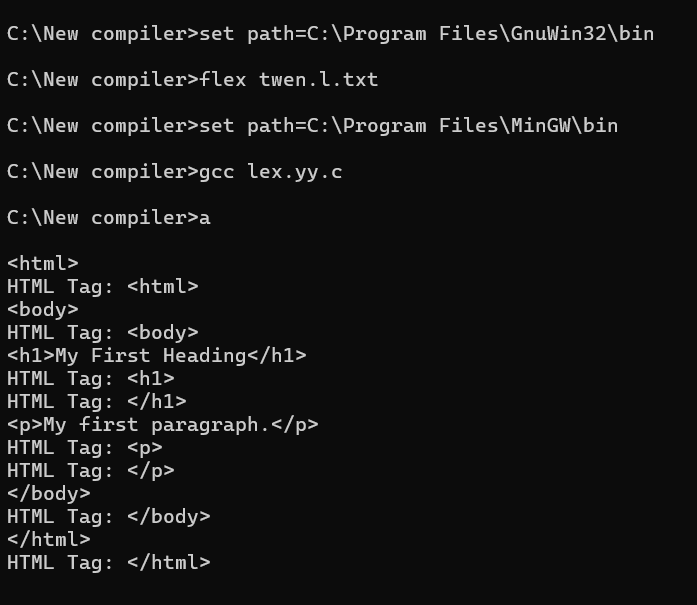 C:\New compiler>set path=C:\Program Files\GnuWin32\bin
C:\New compiler>flex twen.l.txt
C:\New compiler>set path=C:\Program Files\MinGW\bin
C:\New compiler>gcc lex.yy.c
C:\New compiler>a
<html>
HTML Tag: <html>
<body>
HTML Tag: <body>
<h1>My First Heading</h1>
HTML Tag: <h1>
HTML Tag: </h1>
<p>My first paragraph.</p>
HTML Tag: <p>
HTML Tag: </p>
</body>
HTML Tag: </body>
</html>
HTML Tag: </html>